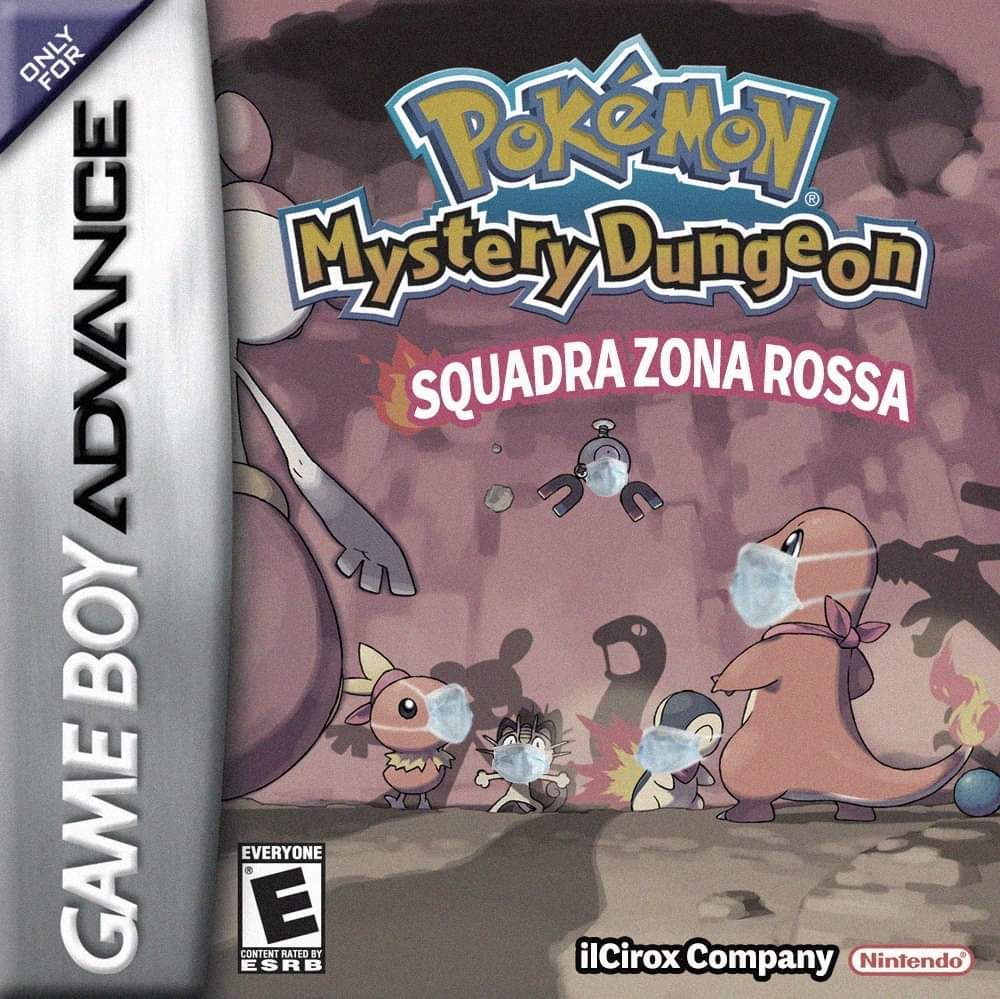 ONLY
FOR
GAME BOY ADVANCE
POKéMON®
Mystery Dungeon
SQUADRA ZONA ROSSA
EVERYONE
®
E
CONTENT RATED BY
ESRB
ilCirox Company
Nintendo®